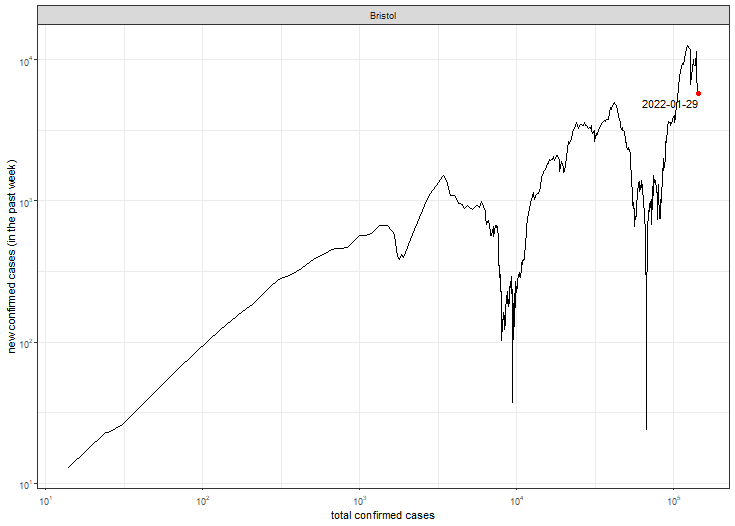 Bristol
10⁴
10³
10²
10¹
new confirmed cases (in the past week)
2022-01-29
10¹ 10² 10³ 10⁴ 10⁵
total confirmed cases